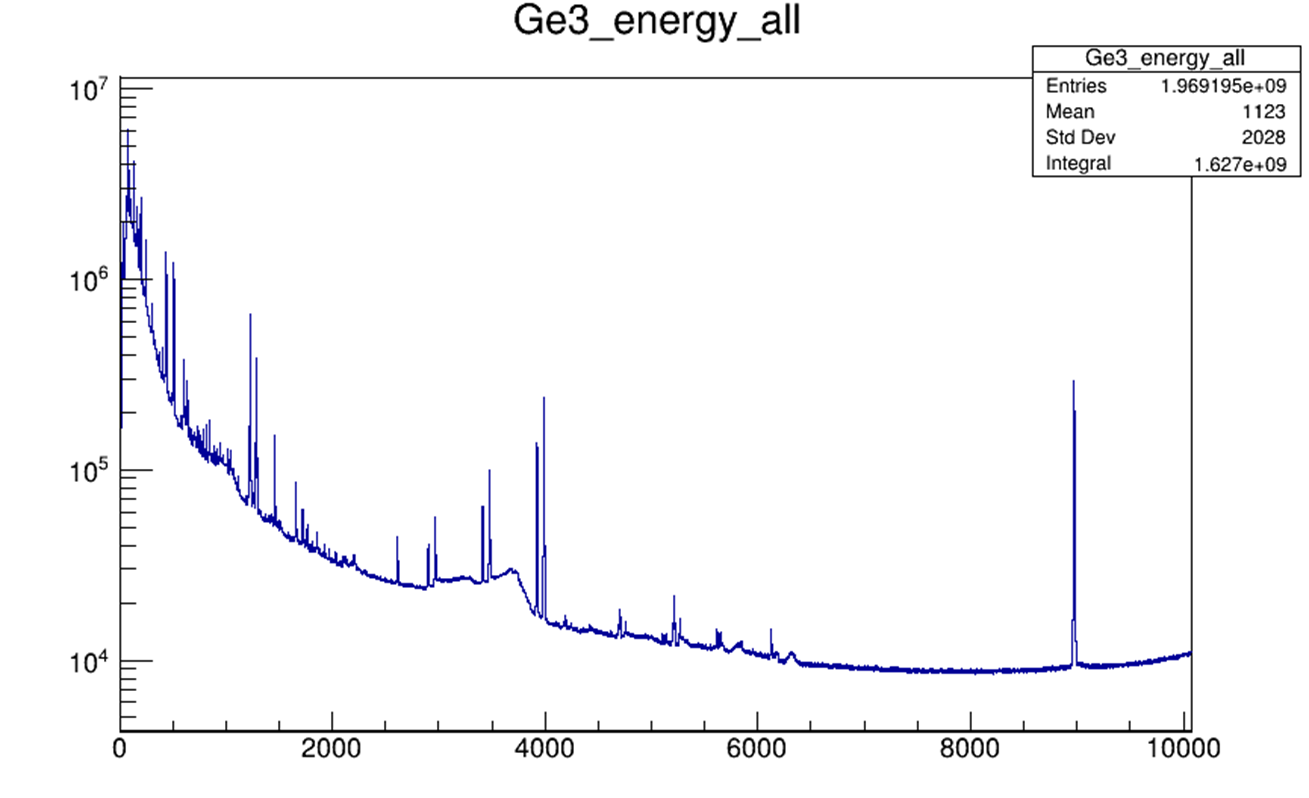 Ge3_energy_all
Ge3_energy_all
Entries 1.969195e+09
Mean 1123
Std Dev 2028
Integral 1.627e+09
10⁷
10⁶
10⁵
10⁴
0 2000 4000 6000 8000 10000